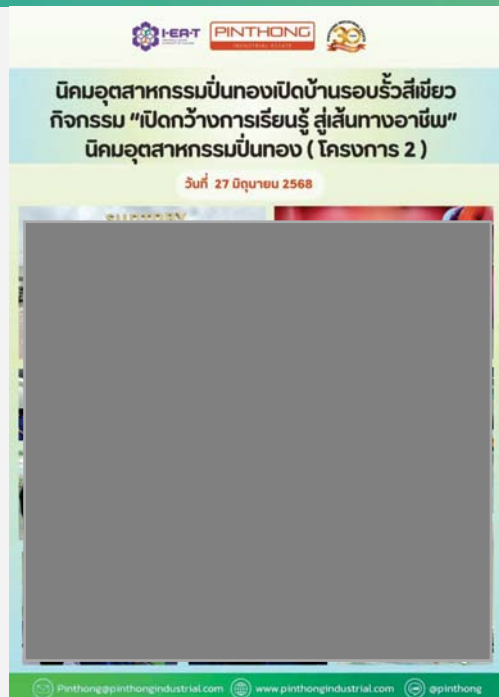 I-EA-T
PINTHONG
INDUSTRIAL ESTATE
นิคมอุตสาหกรรมปิ่นทองเปิดบ้านรอบรั้วสีเขียว
กิจกรรม “เปิดกว้างการเรียนรู้ สู่เส้นทางอาชีพ”
นิคมอุตสาหกรรมปิ่นทอง ( โครงการ 2 )
วันที่ 27 มิถุนายน 2568
Pinthong@pinthongindustrial.com www.pinthongindustrial.com @pinthong